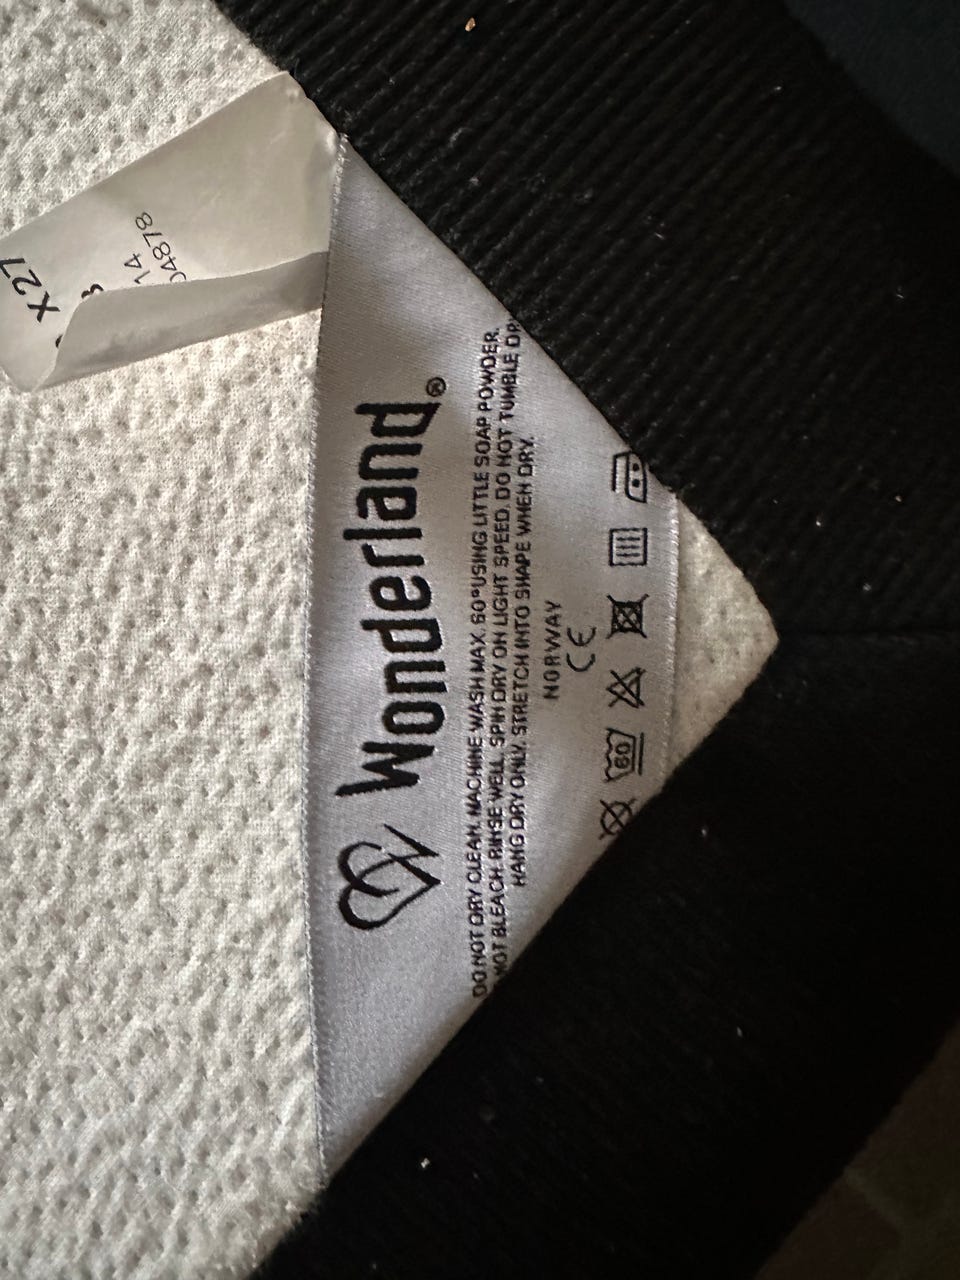 X 27
14
04878
Wonderland®
DO NOT DRY CLEAN. MACHINE WASH MAX. 60° USING LITTLE SOAP POWDER.
NOT BLEACH. RINSE WELL. SPIN DRY ON LIGHT SPEED. DO NOT TUMBLE DR
HANG DRY ONLY. STRETCH INTO SHAPE WHEN DRY.
NORWAY
CE
60